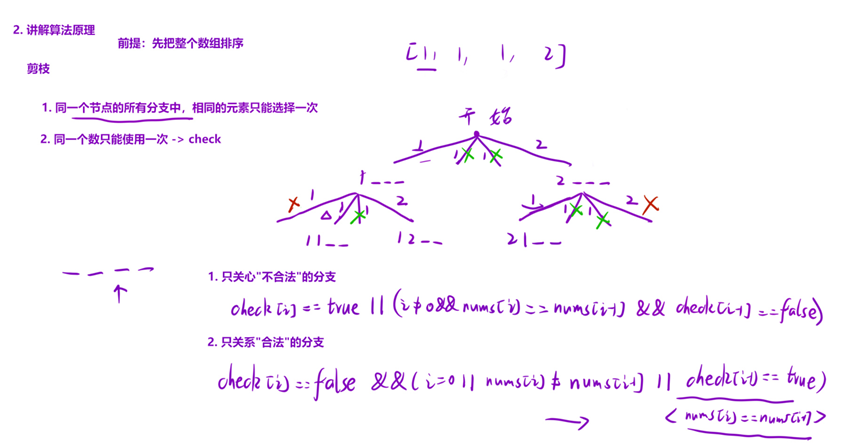 2. 讲解算法原理
前提：先把整个数组排序
[1, 1, 1, 2]
剪枝
1. 同一个节点的所有分支中，相同的元素只能选择一次
开始
2. 同一个数只能使用一次 -> check
1 1 1 2
1 _ _ _ 2 _ _ _
1 1 1 2 1 1 1 2
1 1 _ _ 1 2 _ _ 2 1 _ _
1. 只关心"不合法"的分支
check[i] == true || (i ≠ 0 && nums[i] == nums[i-1] && check[i-1] == false)
2. 只关系"合法"的分支
check[i] == false && (i = 0 || nums[i] ≠ nums[i-1] || check[i-1] == true)
< nums[i] == nums[i-1] >